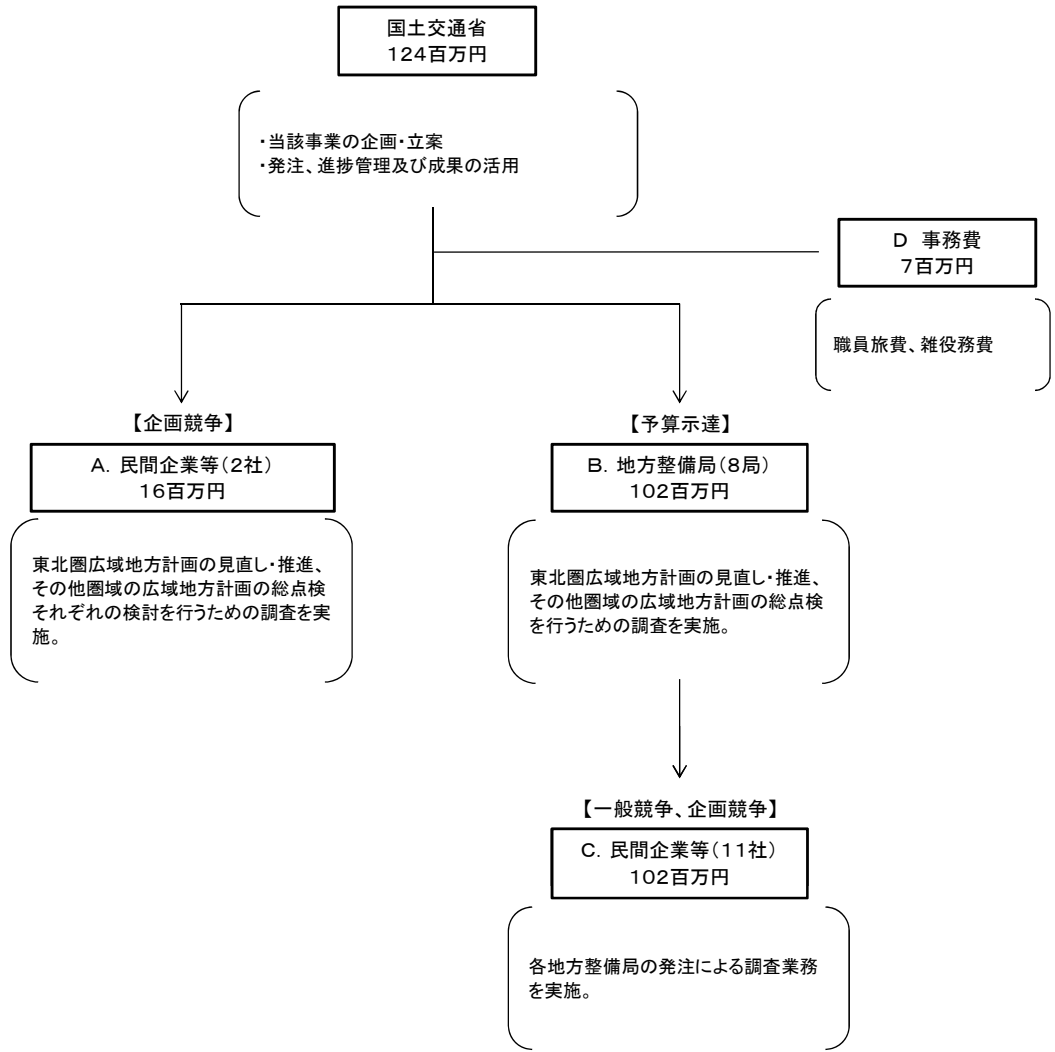 国土交通省
124百万円
・当該事業の企画・立案
・発注、進捗管理及び成果の活用
D 事務費
7百万円
職員旅費、雑役務費
【企画競争】
A. 民間企業等(2社)
16百万円
東北圏広域地方計画の見直し・推進、
その他圏域の広域地方計画の総点検
それぞれの検討を行うための調査を実
施。
【予算示達】
B. 地方整備局(8局)
102百万円
東北圏広域地方計画の見直し・推進、
その他圏域の広域地方計画の総点検
を行うための調査を実施。
【一般競争、企画競争】
C. 民間企業等(11社)
102百万円
各地方整備局の発注による調査業務
を実施。